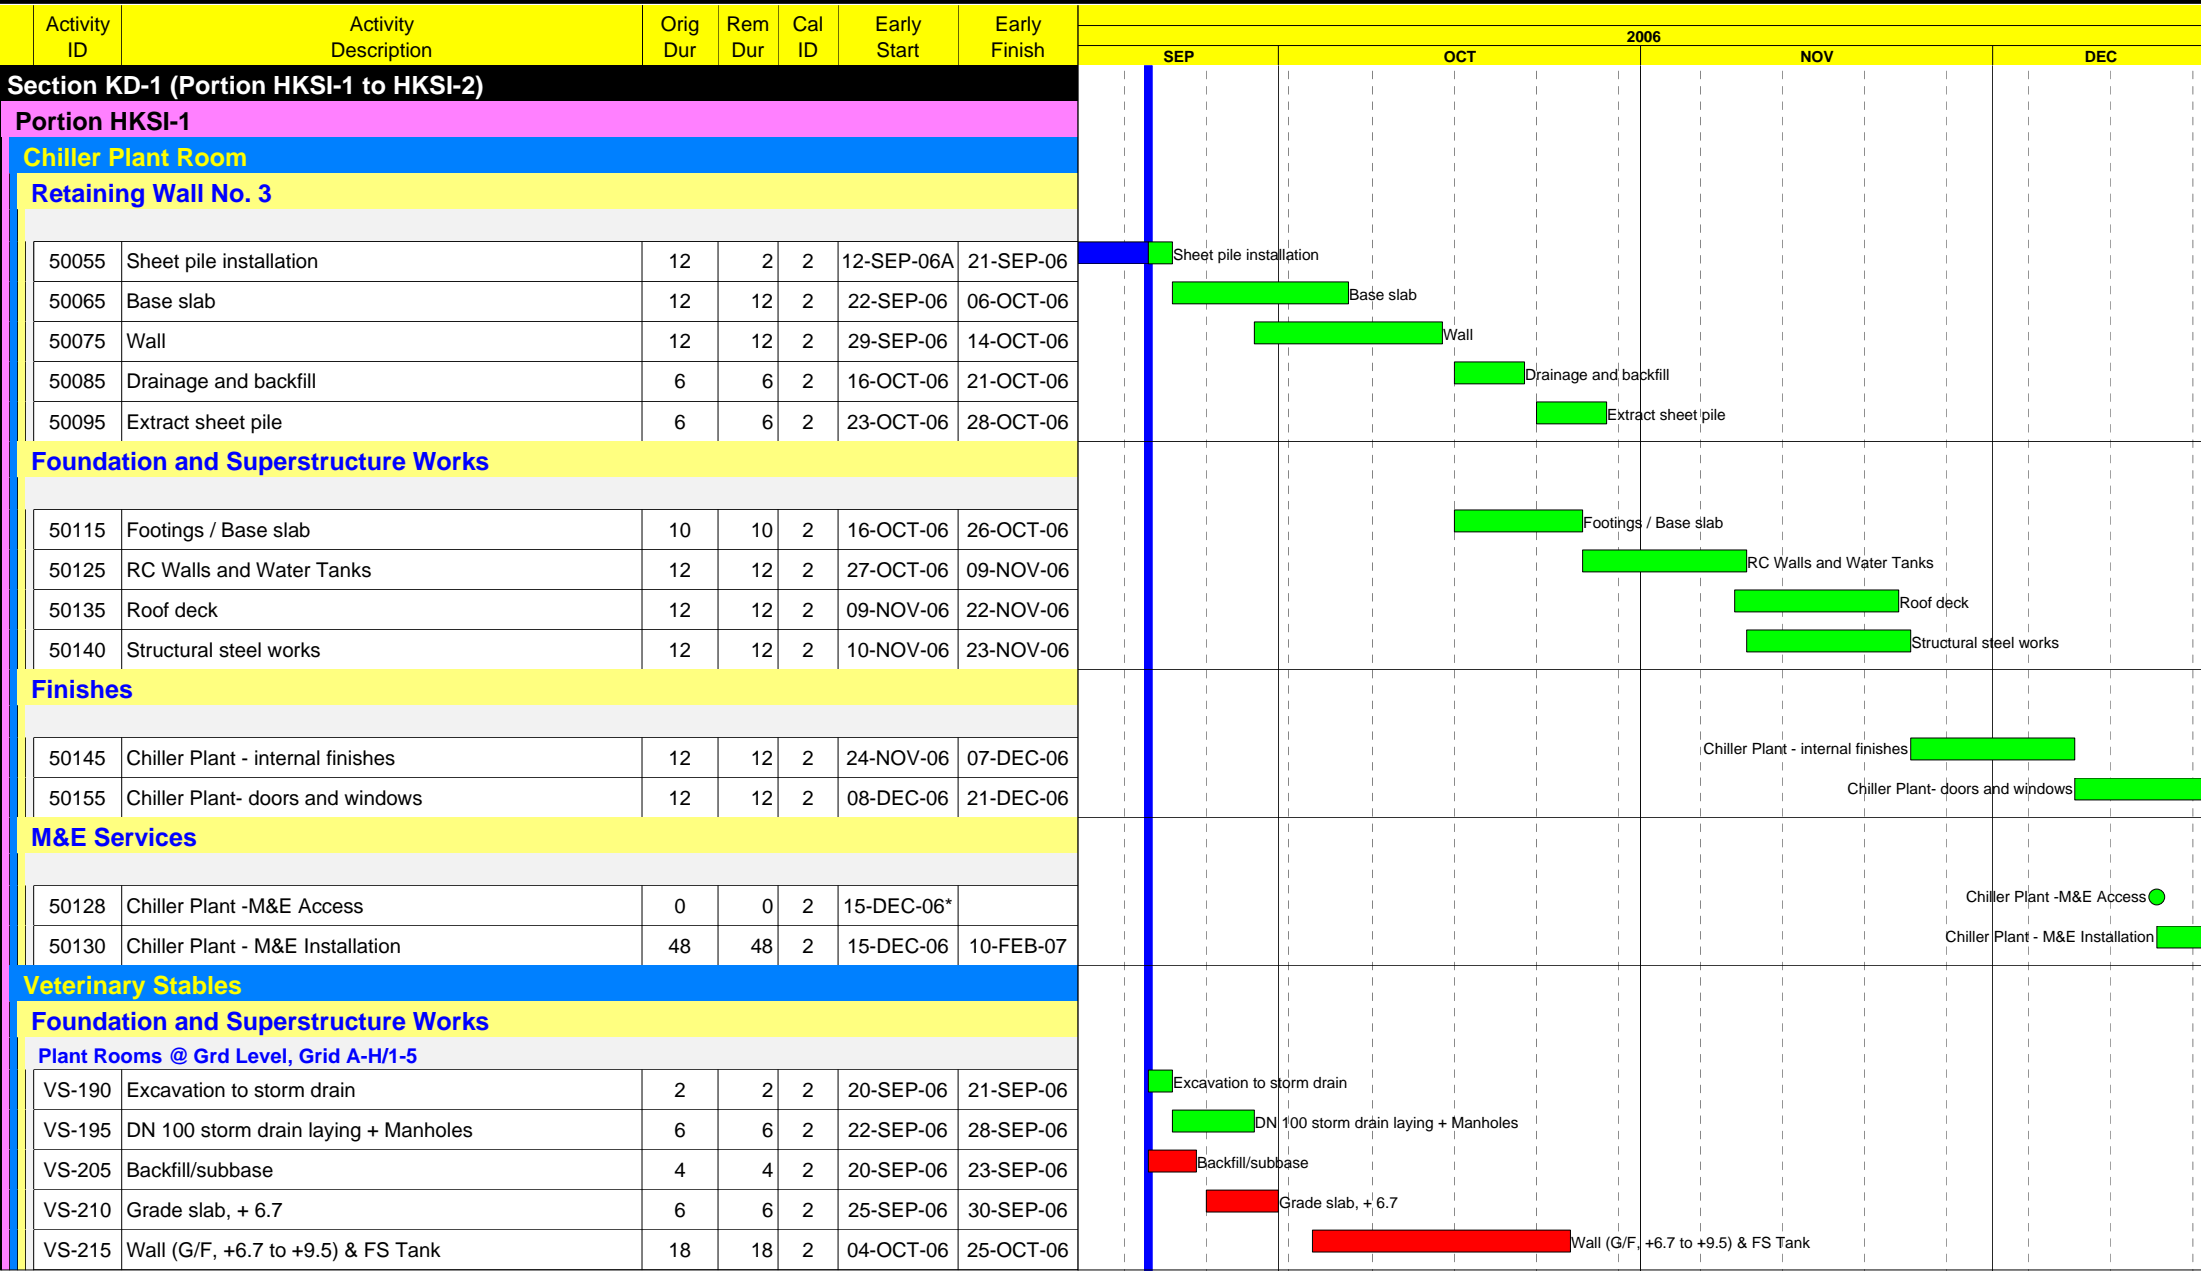 Activity ID Activity Description Orig Dur Rem Dur Cal ID Early Start Early Finish
2006
SEP OCT NOV DEC
Section KD-1 (Portion HKSI-1 to HKSI-2)
Portion HKSI-1
Chiller Plant Room
Retaining Wall No. 3
50055 Sheet pile installation 12 2 2 12-SEP-06A 21-SEP-06 Sheet pile installation
50065 Base slab 12 12 2 22-SEP-06 06-OCT-06 Base slab
50075 Wall 12 12 2 29-SEP-06 14-OCT-06 Wall
50085 Drainage and backfill 6 6 2 16-OCT-06 21-OCT-06 Drainage and backfill
50095 Extract sheet pile 6 6 2 23-OCT-06 28-OCT-06 Extract sheet pile
Foundation and Superstructure Works
50115 Footings / Base slab 10 10 2 16-OCT-06 26-OCT-06 Footings / Base slab
50125 RC Walls and Water Tanks 12 12 2 27-OCT-06 09-NOV-06 RC Walls and Water Tanks
50135 Roof deck 12 12 2 09-NOV-06 22-NOV-06 Roof deck
50140 Structural steel works 12 12 2 10-NOV-06 23-NOV-06 Structural steel works
Finishes
50145 Chiller Plant - internal finishes 12 12 2 24-NOV-06 07-DEC-06 Chiller Plant - internal finishes
50155 Chiller Plant- doors and windows 12 12 2 08-DEC-06 21-DEC-06 Chiller Plant- doors and windows
M&E Services
50128 Chiller Plant -M&E Access 0 0 2 15-DEC-06* Chiller Plant -M&E Access
50130 Chiller Plant - M&E Installation 48 48 2 15-DEC-06 10-FEB-07 Chiller Plant - M&E Installation
Veterinary Stables
Foundation and Superstructure Works
Plant Rooms @ Grd Level, Grid A-H/1-5
VS-190 Excavation to storm drain 2 2 2 20-SEP-06 21-SEP-06 Excavation to storm drain
VS-195 DN 100 storm drain laying + Manholes 6 6 2 22-SEP-06 28-SEP-06 DN 100 storm drain laying + Manholes
VS-205 Backfill/subbase 4 4 2 20-SEP-06 23-SEP-06 Backfill/subbase
VS-210 Grade slab, + 6.7 6 6 2 25-SEP-06 30-SEP-06 Grade slab, + 6.7
VS-215 Wall (G/F, +6.7 to +9.5) & FS Tank 18 18 2 04-OCT-06 25-OCT-06 Wall (G/F, +6.7 to +9.5) & FS Tank